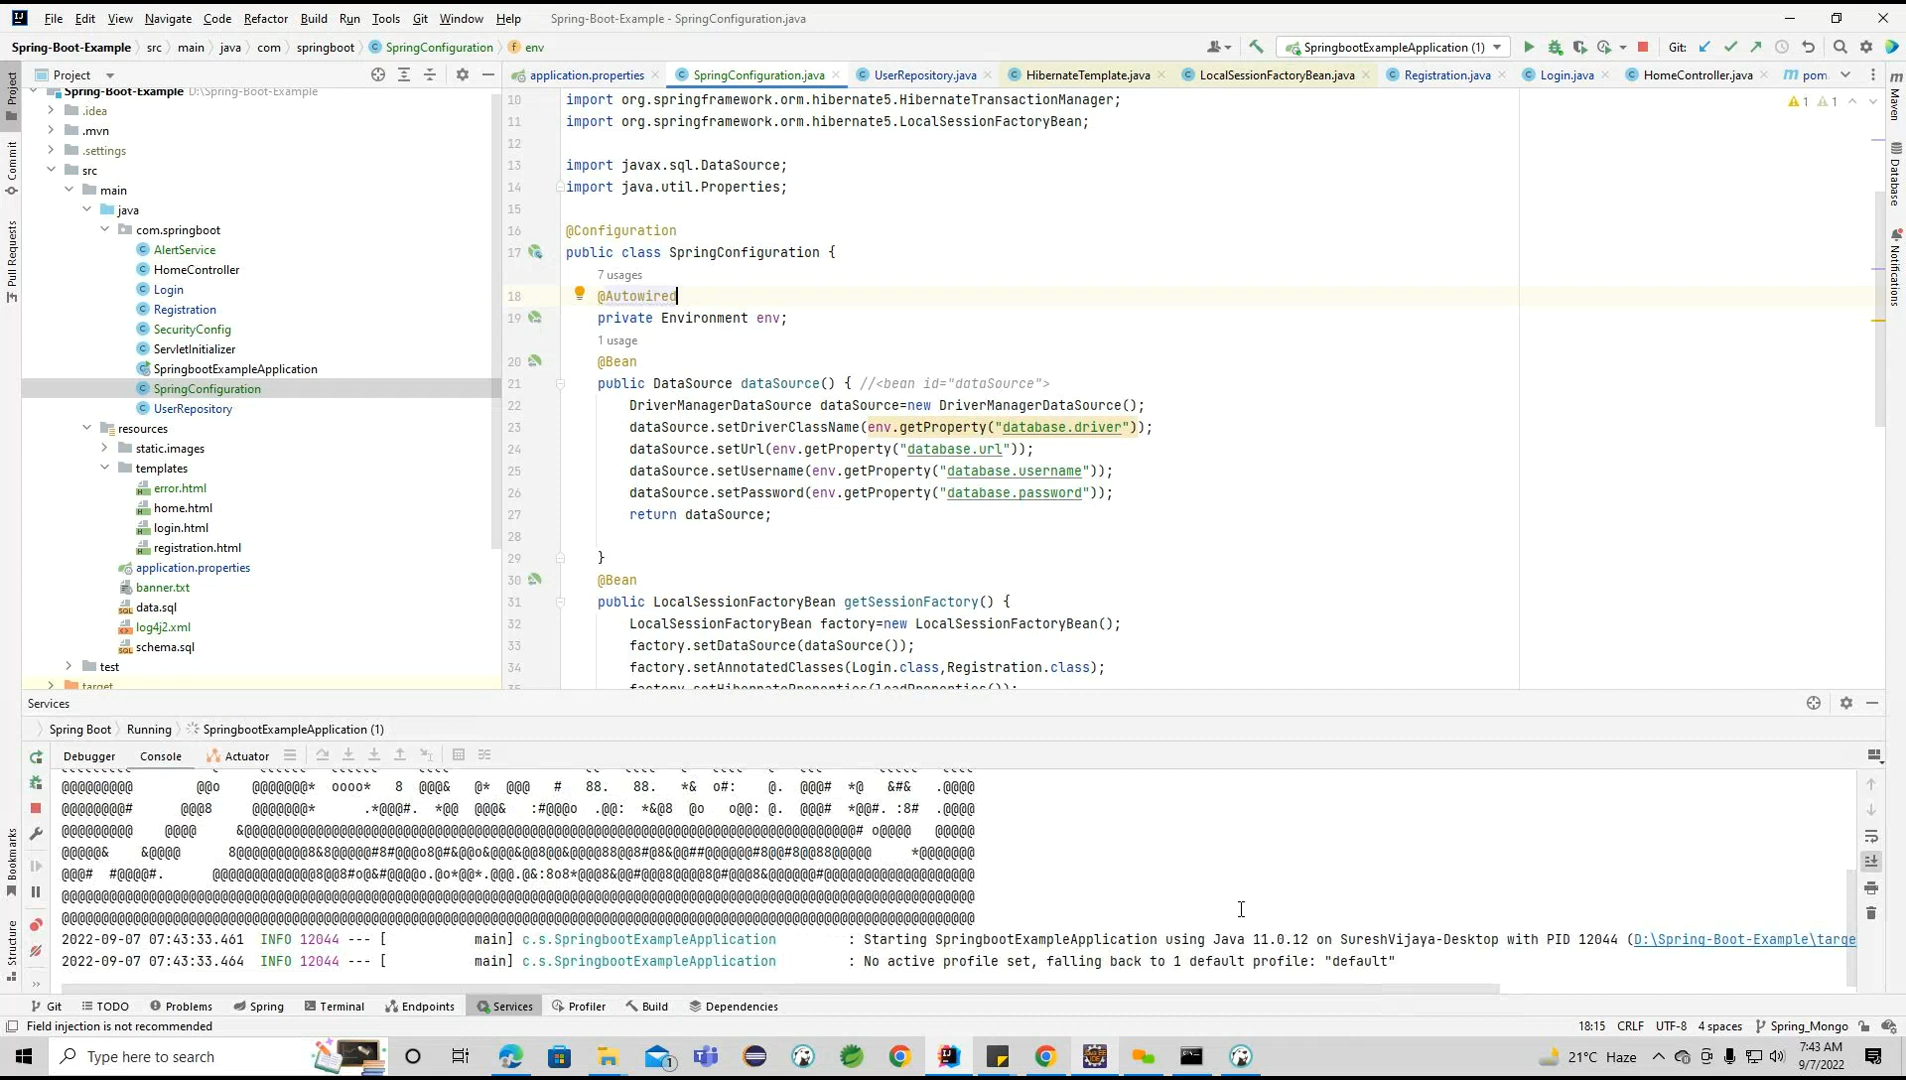 File Edit View Navigate Code Refactor Build Run Tools Git Window Help Spring-Boot-Example - SpringConfiguration.java
Spring-Boot-Example src main java com springboot SpringConfiguration env SpringbootExampleApplication (1) Git:
Project
application.properties SpringConfiguration.java UserRepository.java HibernateTemplate.java LocalSessionFactoryBean.java Registration.java Login.java HomeController.java pom.
Project
Commit
Pull Requests
Bookmarks
Structure
Spring-Boot-Example D:\Spring-Boot-Example
.idea
.mvn
.settings
src
main
java
com.springboot
AlertService
HomeController
Login
Registration
SecurityConfig
ServletInitializer
SpringbootExampleApplication
SpringConfiguration
UserRepository
resources
static.images
templates
error.html
home.html
login.html
registration.html
application.properties
banner.txt
data.sql
log4j2.xml
schema.sql
test
target
10 import org.springframework.orm.hibernate5.HibernateTransactionManager;
11 import org.springframework.orm.hibernate5.LocalSessionFactoryBean;
12
13 import javax.sql.DataSource;
14 import java.util.Properties;
15
16 @Configuration
17 public class SpringConfiguration {
7 usages
18 @Autowired
19 private Environment env;
1 usage
20 @Bean
21 public DataSource dataSource() { //<bean id="dataSource">
22 DriverManagerDataSource dataSource=new DriverManagerDataSource();
23 dataSource.setDriverClassName(env.getProperty("database.driver"));
24 dataSource.setUrl(env.getProperty("database.url"));
25 dataSource.setUsername(env.getProperty("database.username"));
26 dataSource.setPassword(env.getProperty("database.password"));
27 return dataSource;
28
29 }
30 @Bean
31 public LocalSessionFactoryBean getSessionFactory() {
32 LocalSessionFactoryBean factory=new LocalSessionFactoryBean();
33 factory.setDataSource(dataSource());
34 factory.setAnnotatedClasses(Login.class,Registration.class);
factory.setHibernateProperties(loadProperties());
1 1
Maven
Database
Notifications
Services
Spring Boot Running SpringbootExampleApplication (1)
Debugger Console Actuator
2022-09-07 07:43:33.461 INFO 12044 --- [ main] c.s.SpringbootExampleApplication : Starting SpringbootExampleApplication using Java 11.0.12 on SureshVijaya-Desktop with PID 12044 (D:\Spring-Boot-Example\targe
2022-09-07 07:43:33.464 INFO 12044 --- [ main] c.s.SpringbootExampleApplication : No active profile set, falling back to 1 default profile: "default"
Git TODO Problems Spring Terminal Endpoints Services Profiler Build Dependencies
Field injection is not recommended 18:15 CRLF UTF-8 4 spaces Spring_Mongo
Type here to search 21°C Haze 7:43 AM
9/7/2022